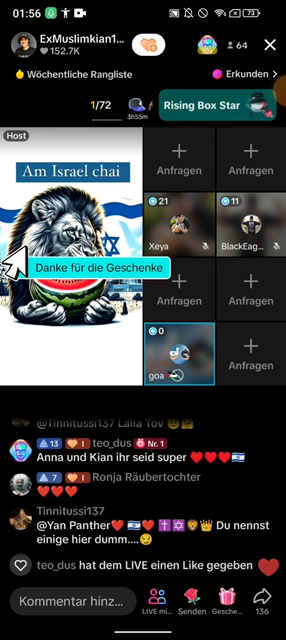 01:56
73
ExMuslimkian1...
152.7K
64
Wöchentliche Rangliste
Erkunden >
1/72
3h55m
Rising Box Star
Host
Am Israel chai
Anfragen
Anfragen
21
Xeya
11
BlackEag...
Danke für die Geschenke
Anfragen
Anfragen
0
goa
Anfragen
@Tinnitussi137 Laila Tov
13 I teo_dus Nr. 1
Anna und Kian ihr seid super ❤️❤️❤️🇮🇱
7 I Ronja Räubertochter
❤️❤️❤️
Tinnitussi137
@Yan Panther❤️ 🇮🇱❤️ ✝️✡️🦁👑 Du nennst
einige hier dumm....😏
teo_dus hat dem LIVE einen Like gegeben
Kommentar hinz...
LIVE mi...
Senden
Gesche...
136